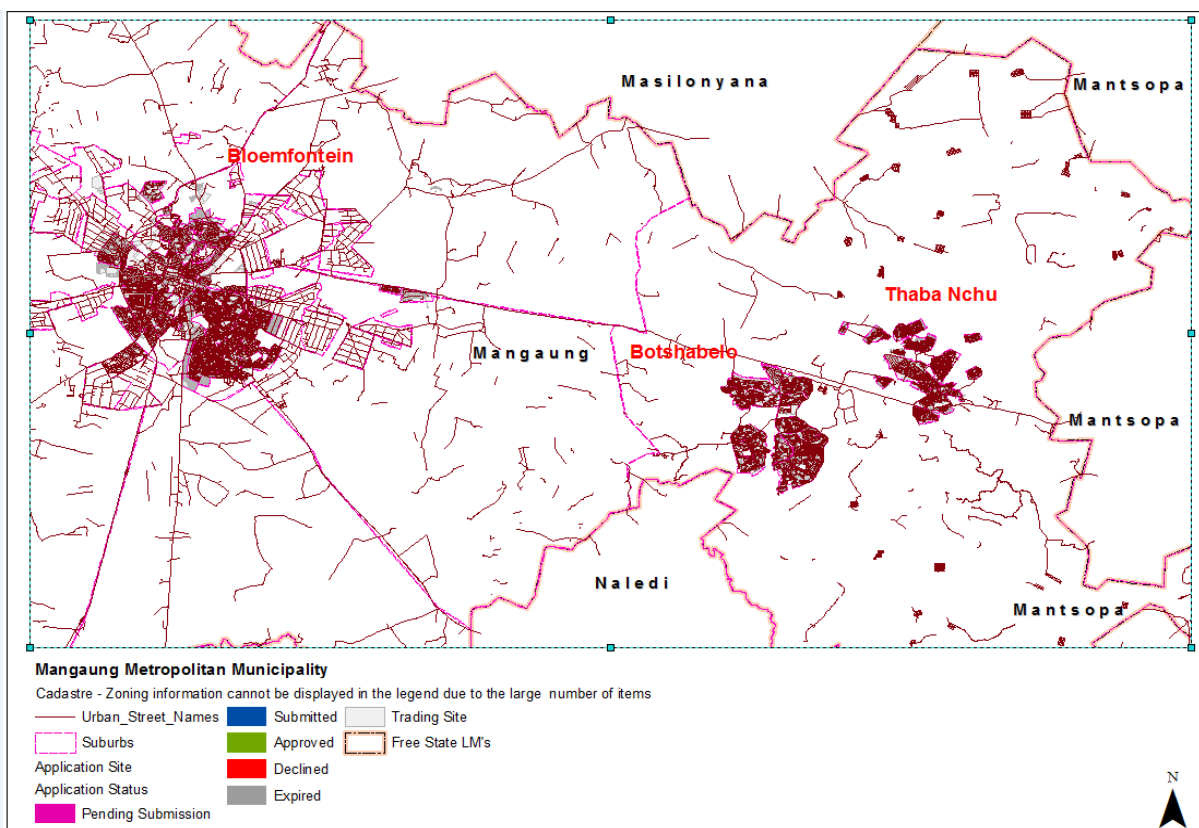 Masilonyana
Mantsopa
Bloemfontein
Thaba Nchu
Mangaung
Botshabelo
Mantsopa
Naledi
Mantsopa
Mangaung Metropolitan Municipality
Cadastre - Zoning information cannot be displayed in the legend due to the large number of items
Urban_Street_Names
Submitted
Trading Site
Suburbs
Approved
Free State LM's
Application Site
Declined
Application Status
Expired
Pending Submission
N